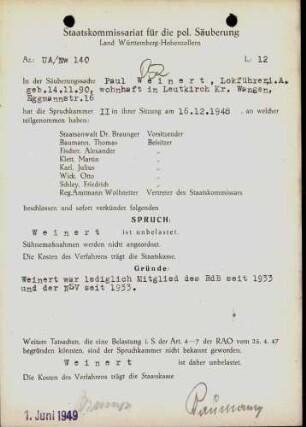 Staatskommissariat für die pol. Säuberung
Land Württemberg-Hohenzollern
Az: UA/Nw 140 L 12
In der Säuberungssache Paul Weinert, Lokführer i.A.
geb. 14.11.90, wohnhaft in Leutkirch Kr. Wangen,
Eggmannstr.16
hat die Spruchkammer II in ihrer Sitzung am 16.12.1948, an welcher
teilgenommen haben:
Staatsanwalt Dr. Braunger Vorsitzender
Baumann, Thomas Beisitzer
Fischer, Alexander „
Klett, Martin „
Karl, Julius „
Wick, Otto „
Schley, Friedrich „
Reg.Amtmann Wollstetter Vertreter des Staatskommissars
beschlossen und sofort verkündet folgenden
SPRUCH:
Weinert ist unbelastet.
Sühnemaßnahmen werden nicht angeordnet.
Die Kosten des Verfahrens trägt die Staatskasse.
Gründe:
Weinert war lediglich Mitglied des RdB seit 1933
und der NSV seit 1933.
Weitere Tatsachen, die eine Belastung i. S. der Art. 4–7 der RAO vom 25. 4. 47
begründen könnten, sind der Spruchkammer nicht bekannt geworden.
Weinert ist daher unbelastet.
Die Kosten des Verfahrens trägt die Staatskasse
1. Juni 1949
Baumann